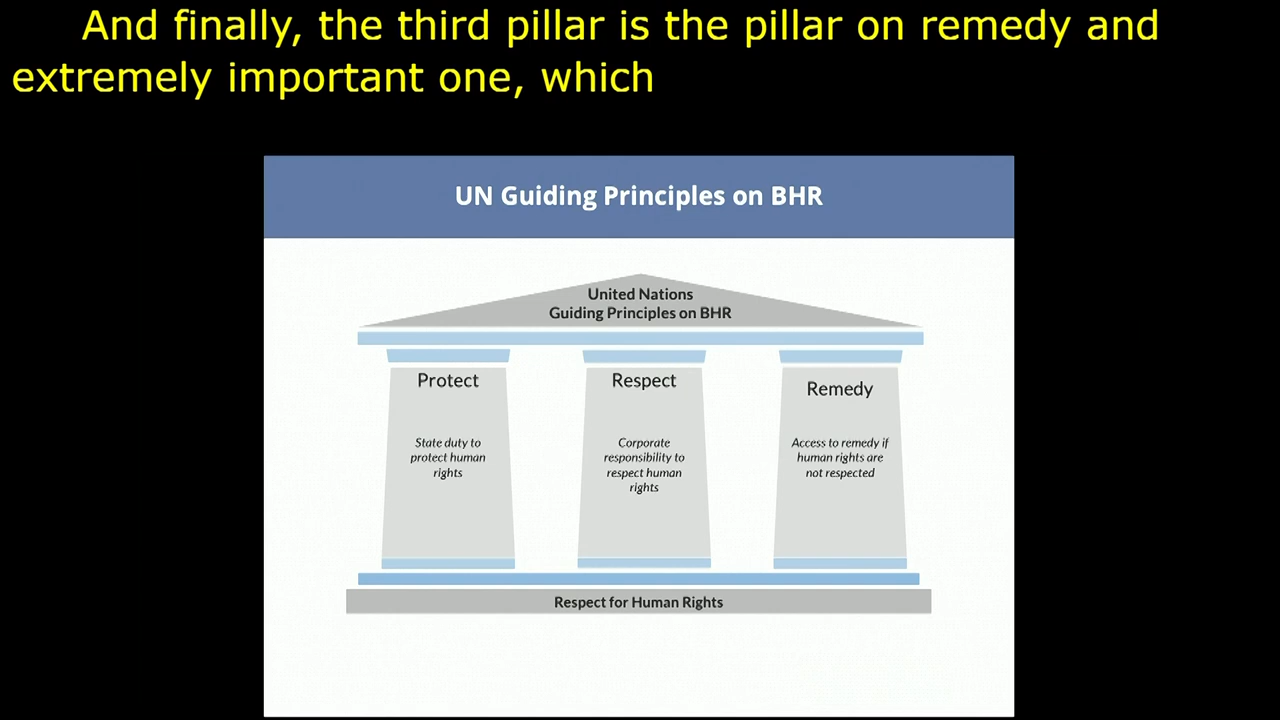 And finally, the third pillar is the pillar on remedy and
extremely important one, which
UN Guiding Principles on BHR
United Nations
Guiding Principles on BHR
Protect
State duty to
protect human
rights
Respect
Corporate
responsibility to
respect human
rights
Remedy
Access to remedy if
human rights are
not respected
Respect for Human Rights